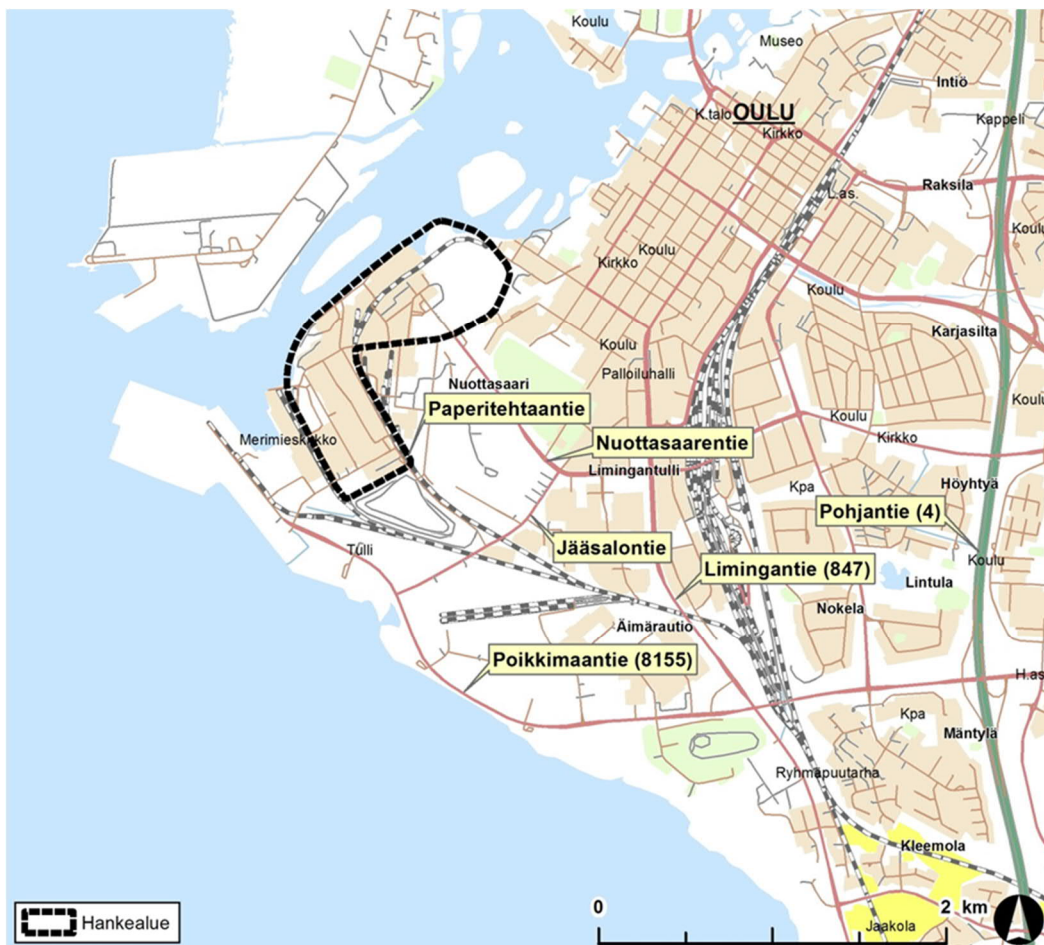 Koulu
Museo
Intiö
K.talo
OULU
Kirkko
Kappeli
Raksila
L.as.
Koulu
Koulu
Kirkko
Koulu
Karjasilta
Koulu
Palloiluhalli
Nuottasaari
Paperitehtaantie
Koulu
Koulu
Merimieskirkko
Nuottasaarentie
Kirkko
Limingantulli
Kpa
Höyhtyä
Pohjantie (4)
Tulli
Jääsalontie
Koulu
Limingantie (847)
Lintula
Nokela
Äimärautio
Poikkimaantie (8155)
H.as
Kpa
Mäntylä
Ryhmäpuutarha
Kleemola
Hankealue
0
2 km
Jaakola